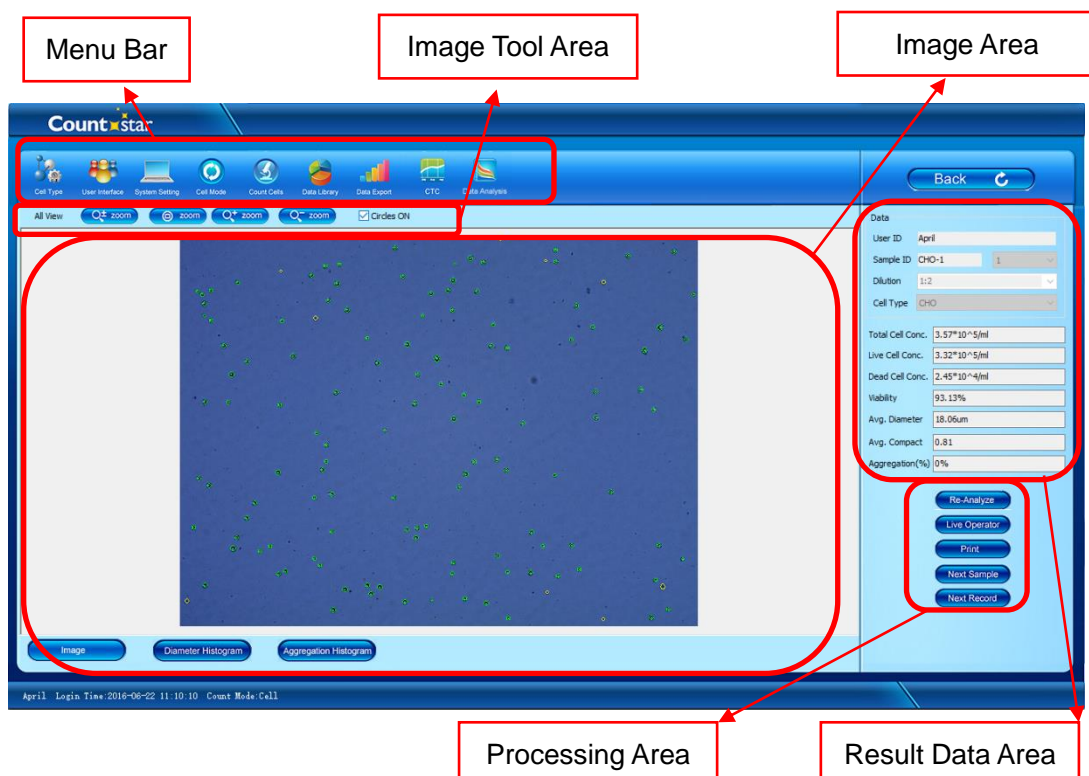 Menu Bar
Image Tool Area
Image Area
Countstar
Cell Type
User Interface
System Setting
Cell Mode
Count Cells
Data Library
Data Export
CTC
Data Analysis
Back
All View
zoom
zoom
zoom
zoom
Circles ON
Data
User ID April
Sample ID CHO-1 1
Dilution 1:2
Cell Type CHO
Total Cell Conc. 3.57*10^5/ml
Live Cell Conc. 3.32*10^5/ml
Dead Cell Conc. 2.45*10^4/ml
Viability 93.13%
Avg. Diameter 18.06um
Avg. Compact 0.81
Aggregation(%) 0%
Re-Analyze
Live Operator
Print
Next Sample
Next Record
Image
Diameter Histogram
Aggregation Histogram
April Login Time:2016-06-22 11:10:10 Count Mode:Cell
Processing Area
Result Data Area